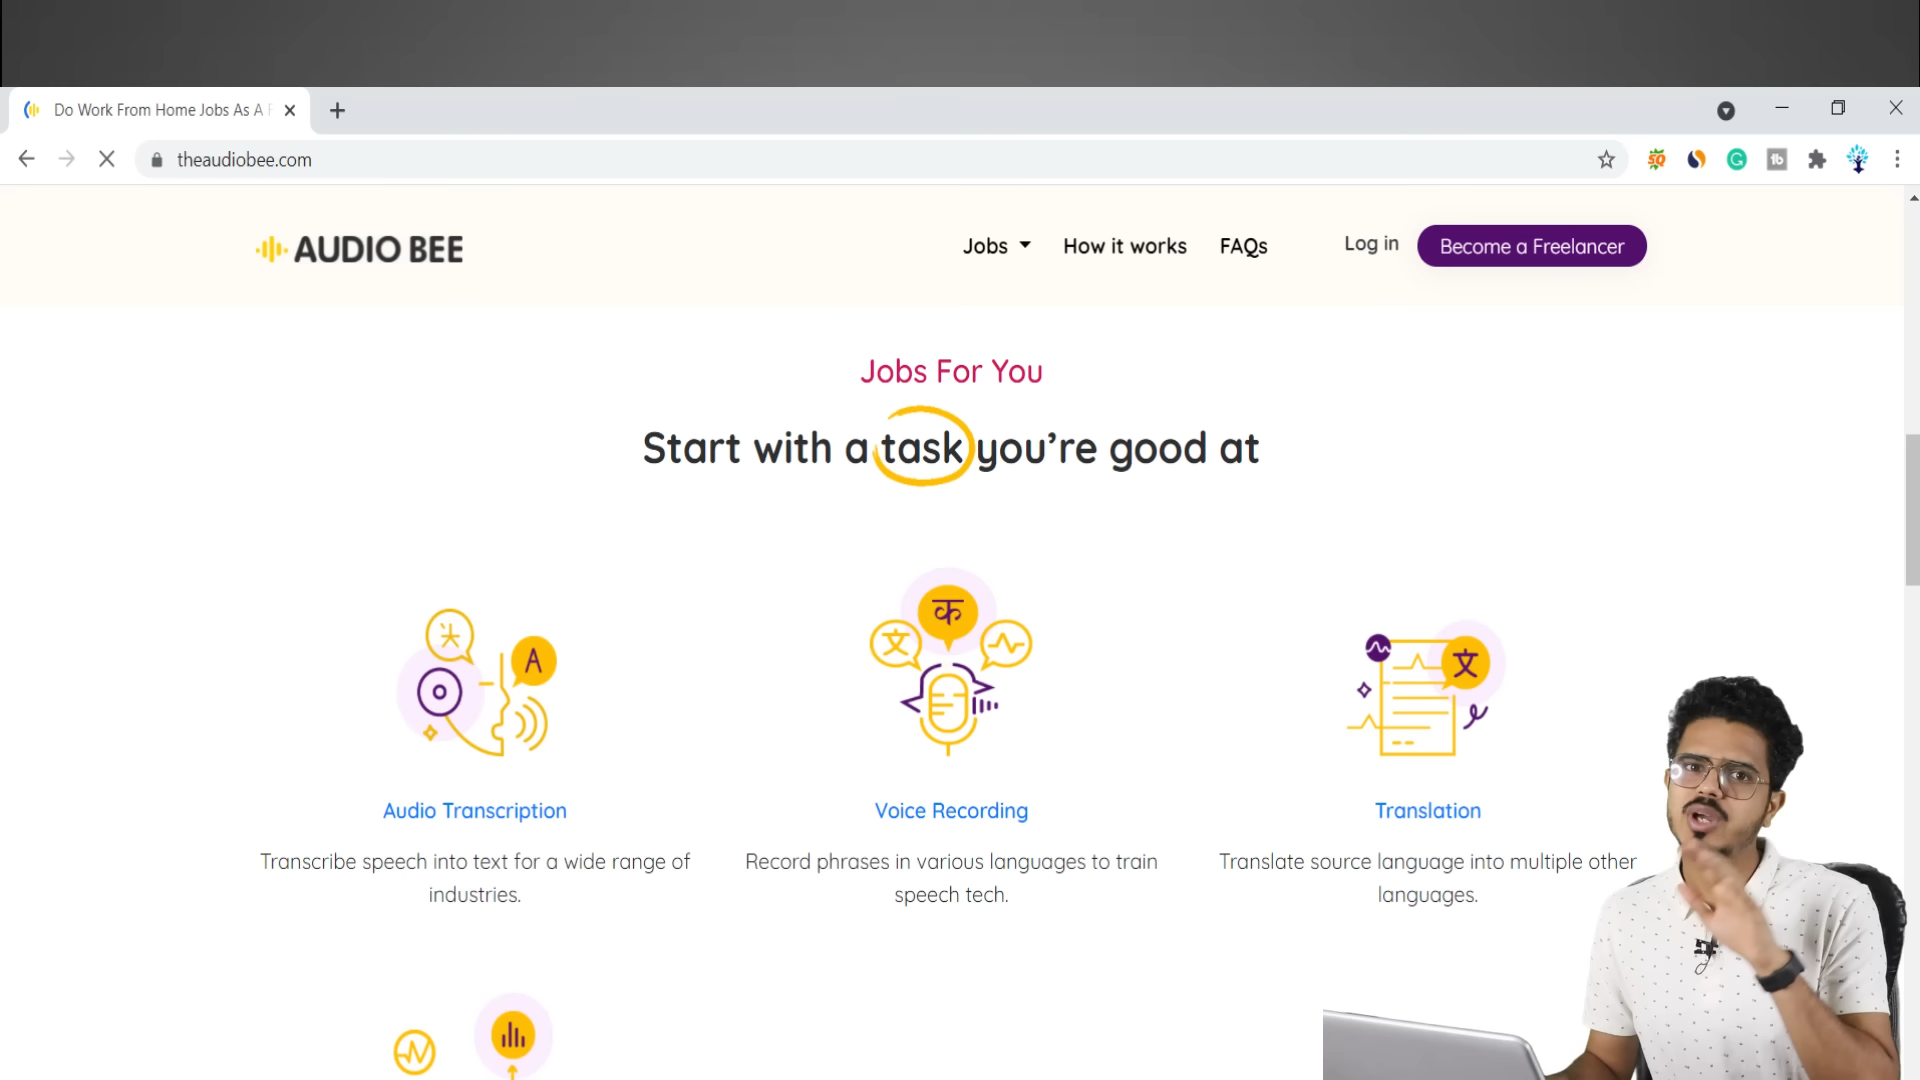 Do Work From Home Jobs As A F
theaudiobee.com
AUDIO BEE
Jobs
How it works
FAQs
Log in
Become a Freelancer
Jobs For You
Start with a task you’re good at
文
क
A
文
Audio Transcription
Voice Recording
Translation
Transcribe speech into text for a wide range of
industries.
Record phrases in various languages to train
speech tech.
Translate source language into multiple other
languages.